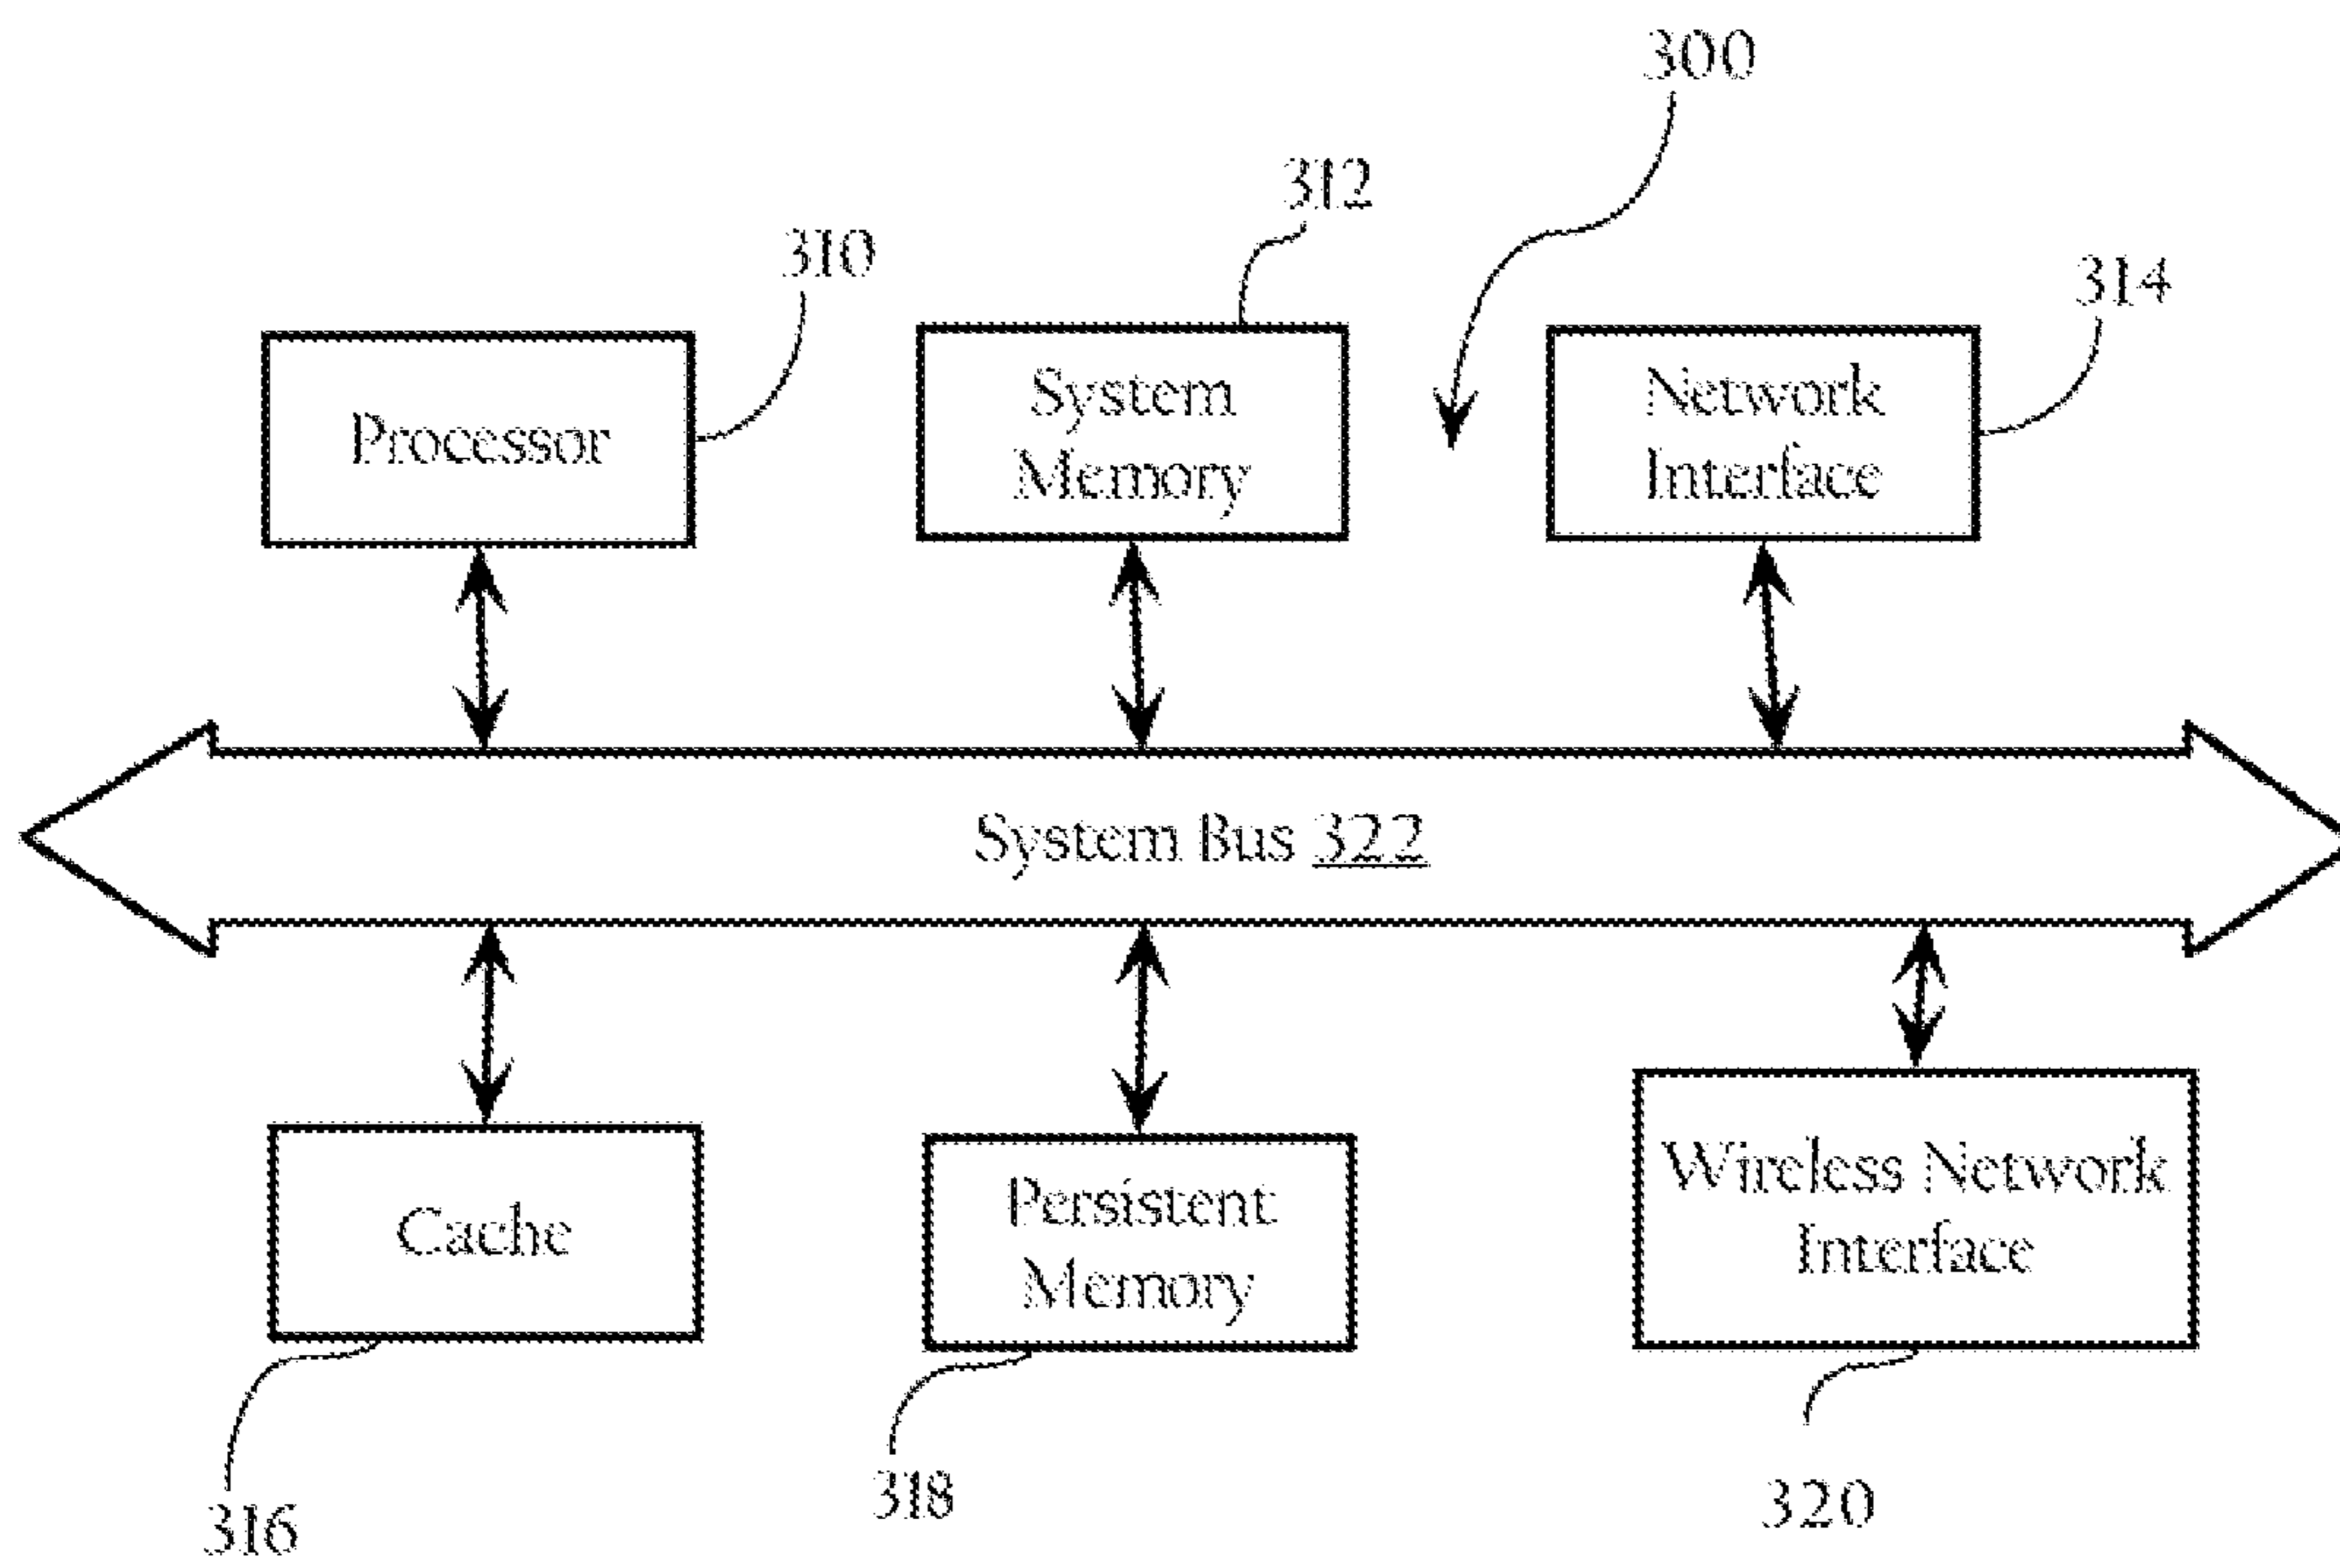 300
312
310
314
Processor
System
Memory
Network
Interface
System Bus 322
Cache
Persistent
Memory
Wireless Network
Interface
316
318
320